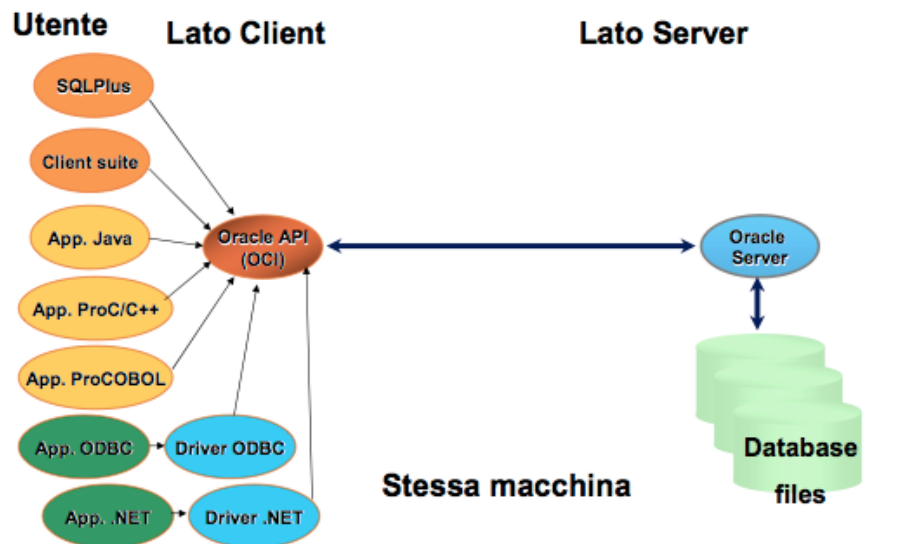 Utente
Lato Client
Lato Server
SQLPlus
Client suite
App. Java
Oracle API
(OCI)
Oracle
Server
App. ProC/C++
App. ProCOBOL
App. ODBC
Driver ODBC
Database
files
Stessa macchina
App. .NET
Driver .NET